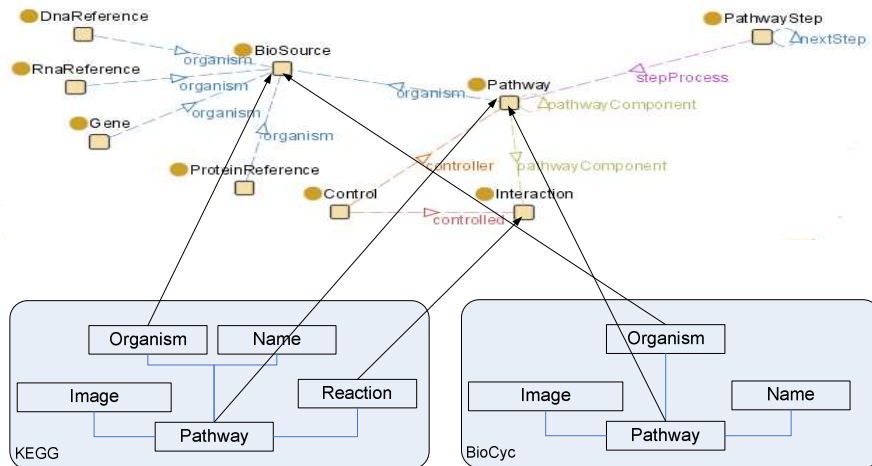 DnaReference
PathwayStep
BioSource
nextStep
organism
RnaReference
Pathway
stepProcess
organism
organism
pathwayComponent
Gene
organism
organism
ProteinReference
controller
pathwayComponent
Control
Interaction
controlled
Organism
Name
Organism
Image
Reaction
Image
Name
Pathway
Pathway
KEGG
BioCyc